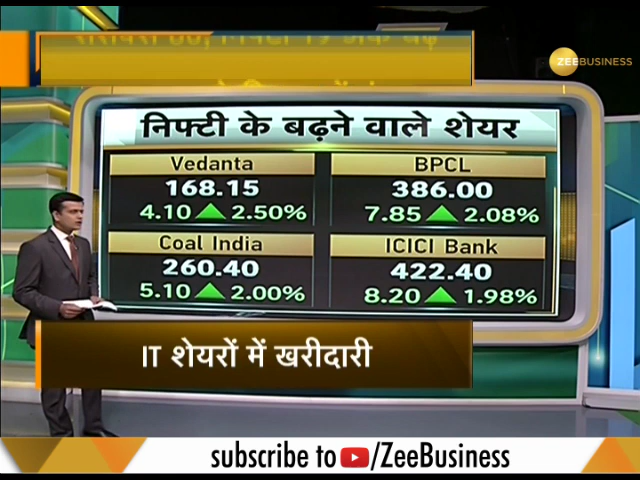 ZEEBUSINESS
निफ्टी के बढ़ने वाले शेयर
Vedanta
168.15
4.10 2.50%
BPCL
386.00
7.85 2.08%
Coal India
260.40
5.10 2.00%
ICICI Bank
422.40
8.20 1.98%
IT शेयरों में खरीदारी
subscribe to /ZeeBusiness